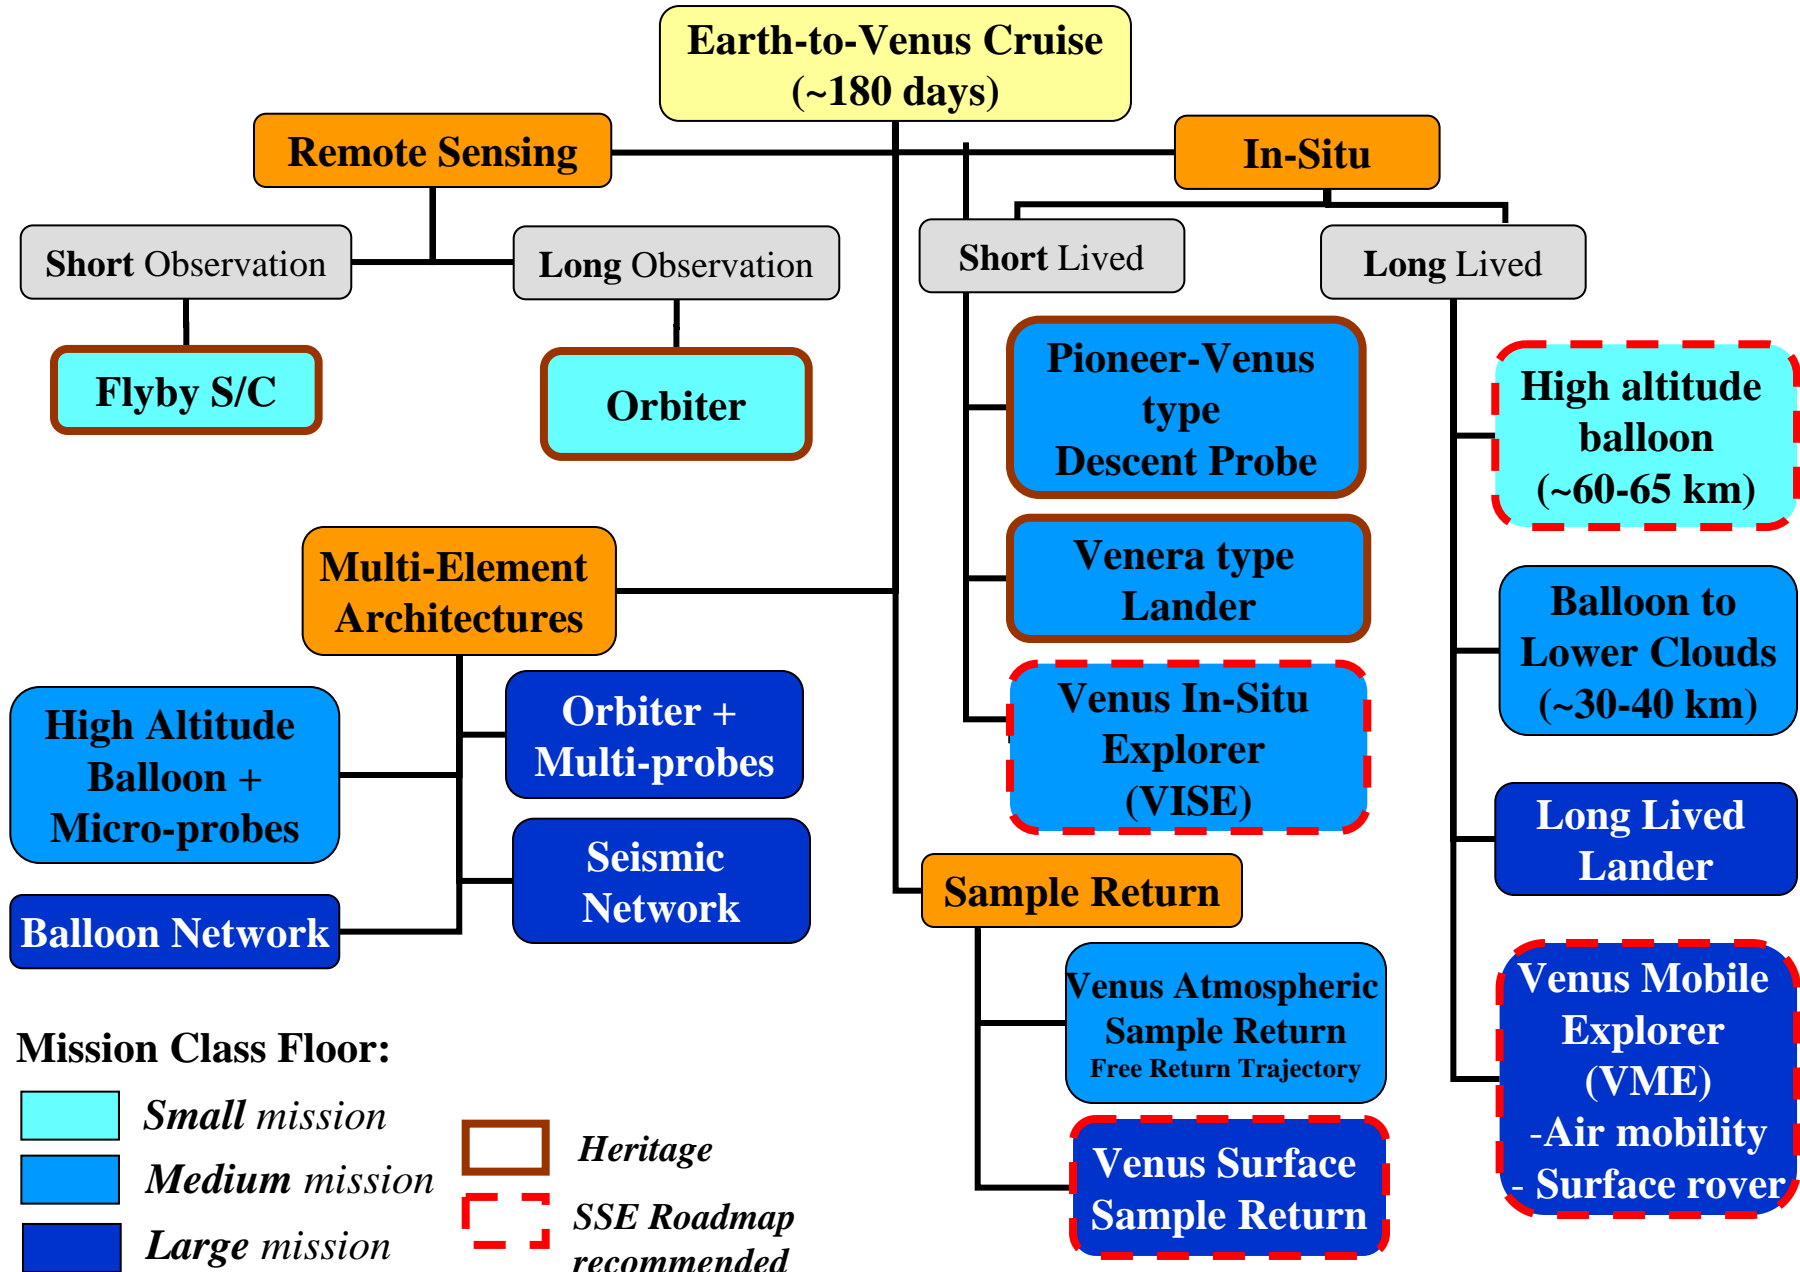 Earth-to-Venus Cruise
(~180 days)
Remote Sensing
In-Situ
Short Observation
Long Observation
Short Lived
Long Lived
Flyby S/C
Orbiter
Pioneer-Venus
type
Descent Probe
High altitude
balloon
(~60-65 km)
Venera type
Lander
Balloon to
Lower Clouds
(~30-40 km)
Venus In-Situ
Explorer
(VISE)
Long Lived
Lander
Venus Mobile
Explorer
(VME)
-Air mobility
- Surface rover
Multi-Element
Architectures
High Altitude
Balloon +
Micro-probes
Orbiter +
Multi-probes
Seismic
Network
Balloon Network
Sample Return
Venus Atmospheric
Sample Return
Free Return Trajectory
Venus Surface
Sample Return
Mission Class Floor:
Small mission
Medium mission
Large mission
Heritage
SSE Roadmap
recommended